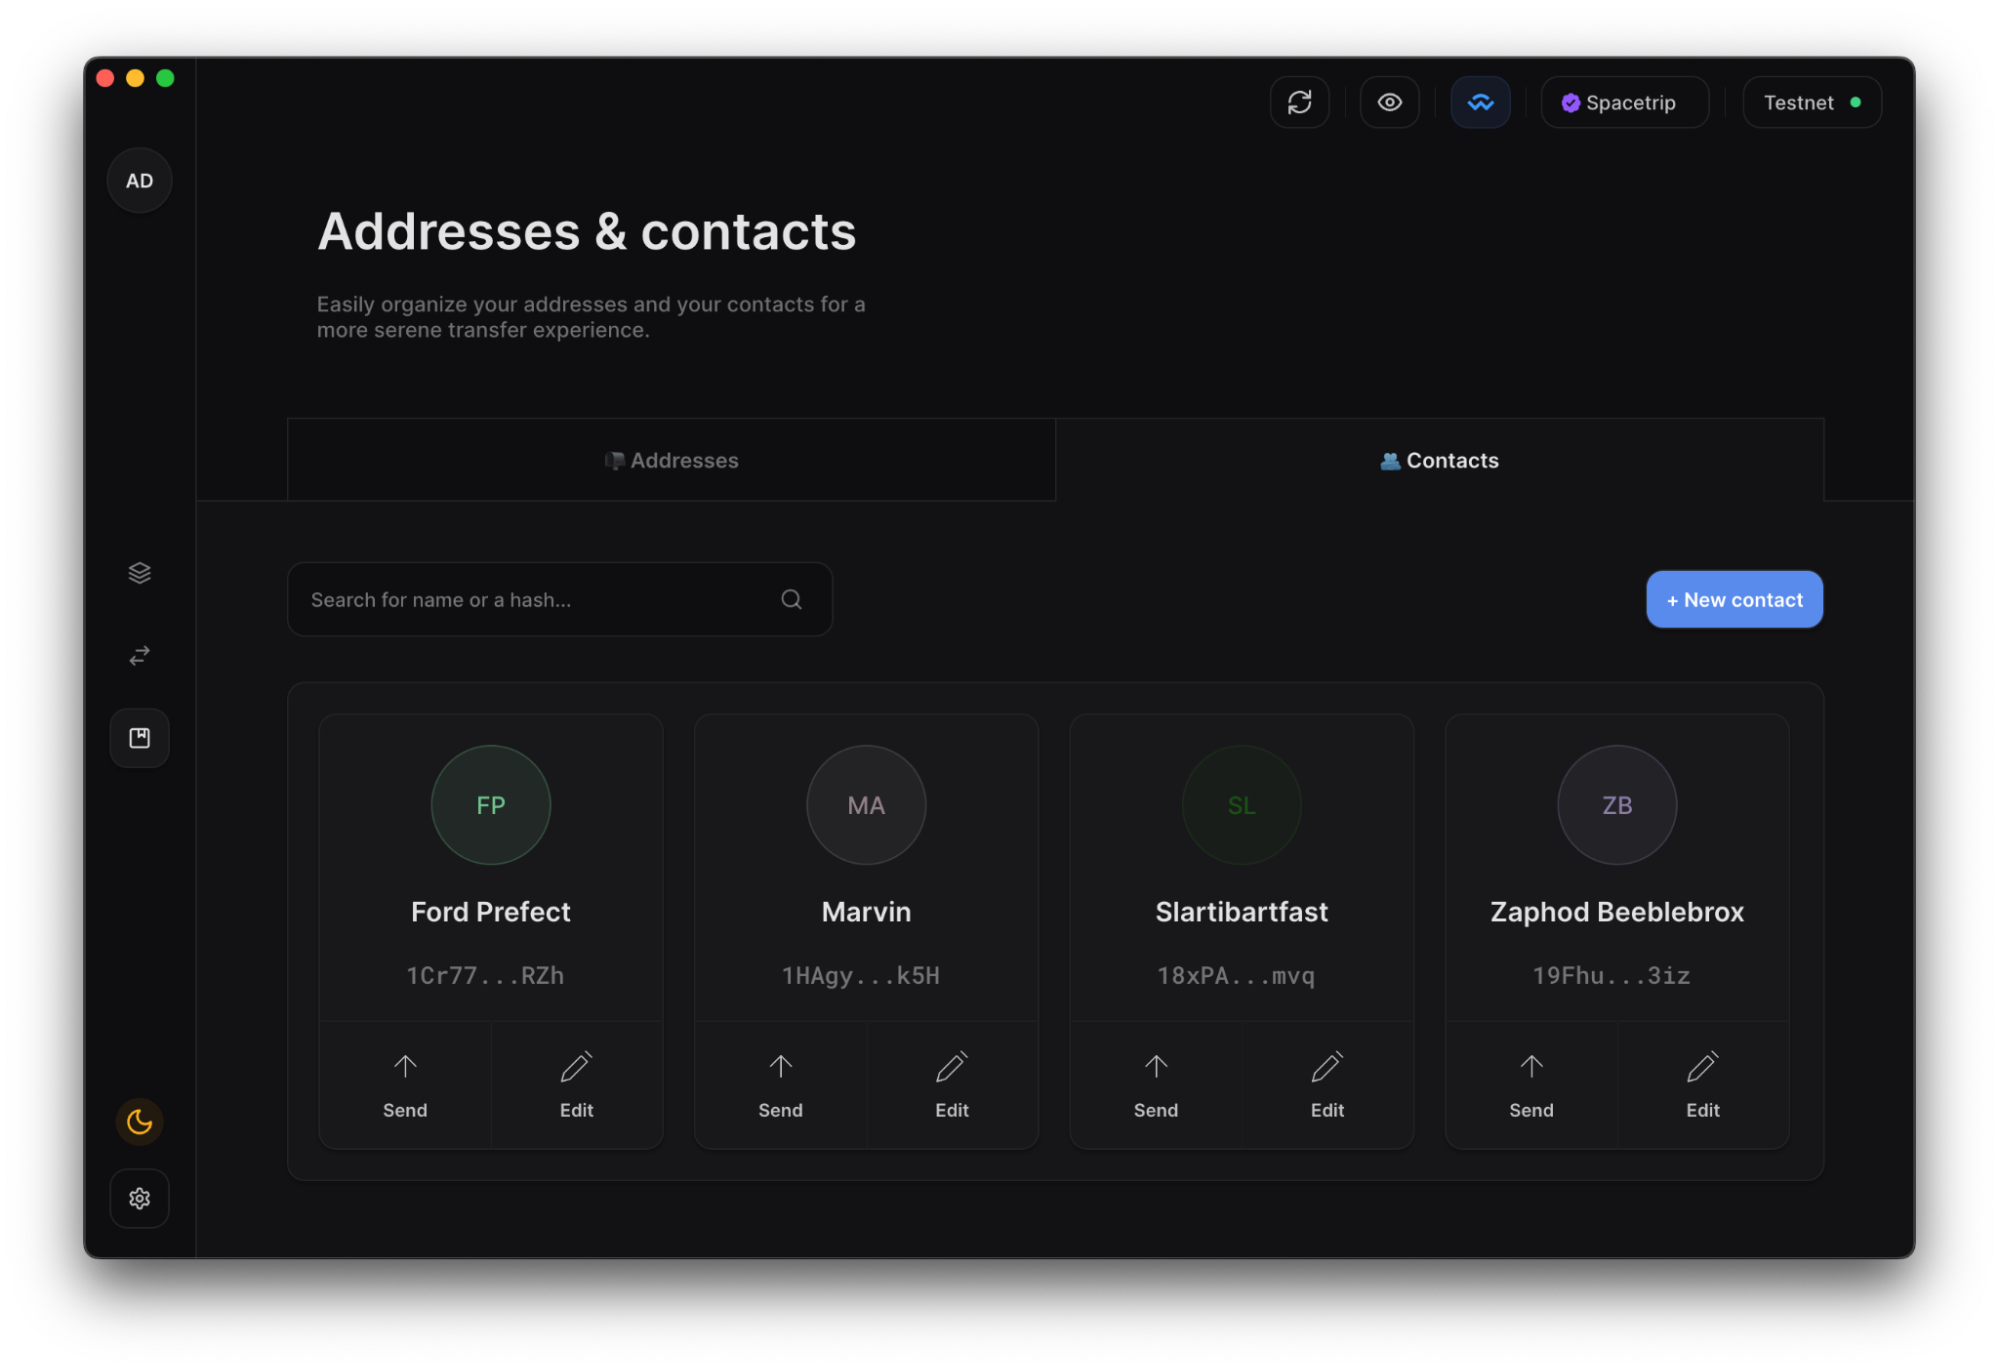 Spacetrip
Testnet
AD
Addresses & contacts
Easily organize your addresses and your contacts for a
more serene transfer experience.
Addresses
Contacts
Search for name or a hash...
+ New contact
FP
MA
SL
ZB
Ford Prefect
Marvin
Slartibartfast
Zaphod Beeblebrox
1Cr77...RZh
1HAgy...k5H
18xPA...mvq
19Fhu...3iz
Send
Edit
Send
Edit
Send
Edit
Send
Edit